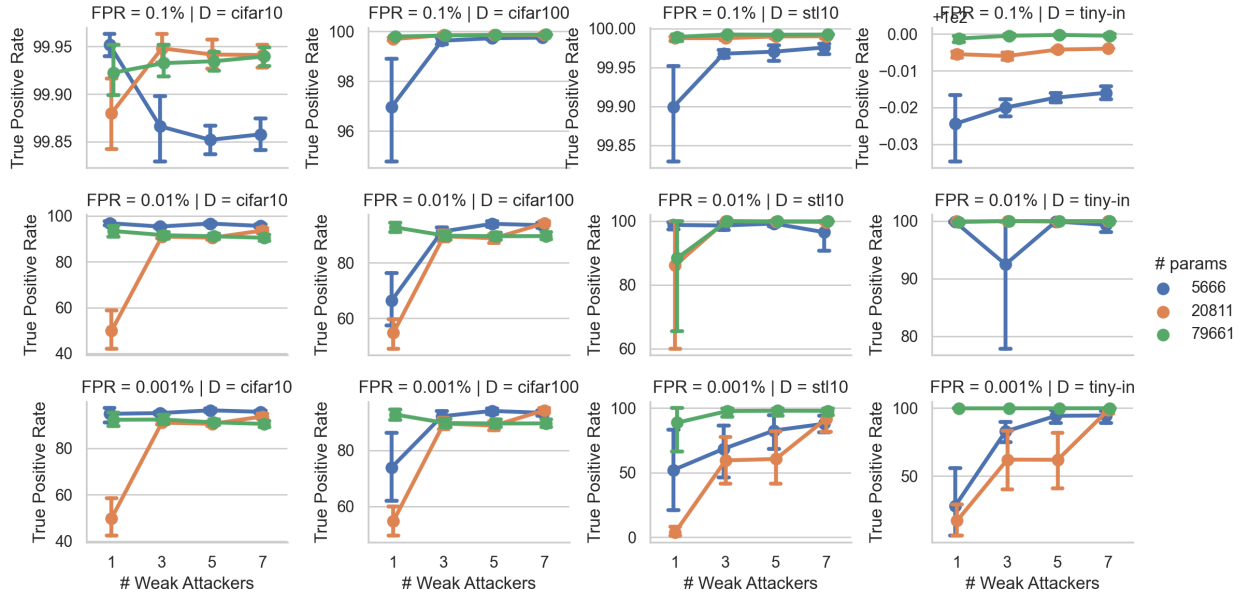 FPR = 0.1% | D = cifar10
FPR = 0.1% | D = cifar100
FPR = 0.1% | D = stl10
+1e2
FPR = 0.1% | D = tiny-in
True Positive Rate
99.95
99.90
99.85
True Positive Rate
100
98
96
True Positive Rate
100.00
99.95
99.90
99.85
True Positive Rate
0.00
−0.01
−0.02
−0.03
FPR = 0.01% | D = cifar10
FPR = 0.01% | D = cifar100
FPR = 0.01% | D = stl10
FPR = 0.01% | D = tiny-in
True Positive Rate
100
80
60
40
True Positive Rate
80
60
True Positive Rate
100
80
60
True Positive Rate
100
90
80
# params
5666
20811
79661
FPR = 0.001% | D = cifar10
FPR = 0.001% | D = cifar100
FPR = 0.001% | D = stl10
FPR = 0.001% | D = tiny-in
True Positive Rate
80
60
40
True Positive Rate
80
60
True Positive Rate
100
50
0
True Positive Rate
100
50
1 3 5 7
1 3 5 7
1 3 5 7
1 3 5 7
# Weak Attackers
# Weak Attackers
# Weak Attackers
# Weak Attackers